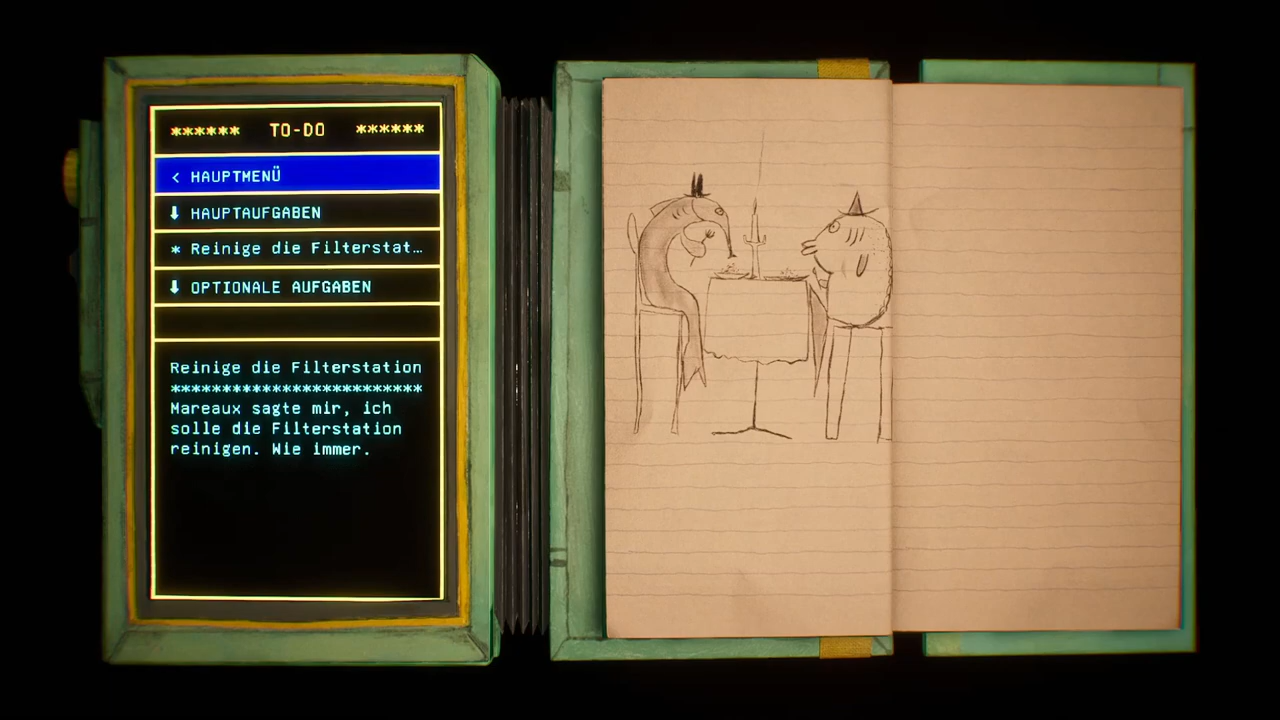 ****** TO-DO ******
< HAUPTMENÜ
⬇ HAUPTAUFGABEN
* Reinige die Filterstat…
⬇ OPTIONALE AUFGABEN
Reinige die Filterstation
*************************
Mareaux sagte mir, ich
solle die Filterstation
reinigen. Wie immer.